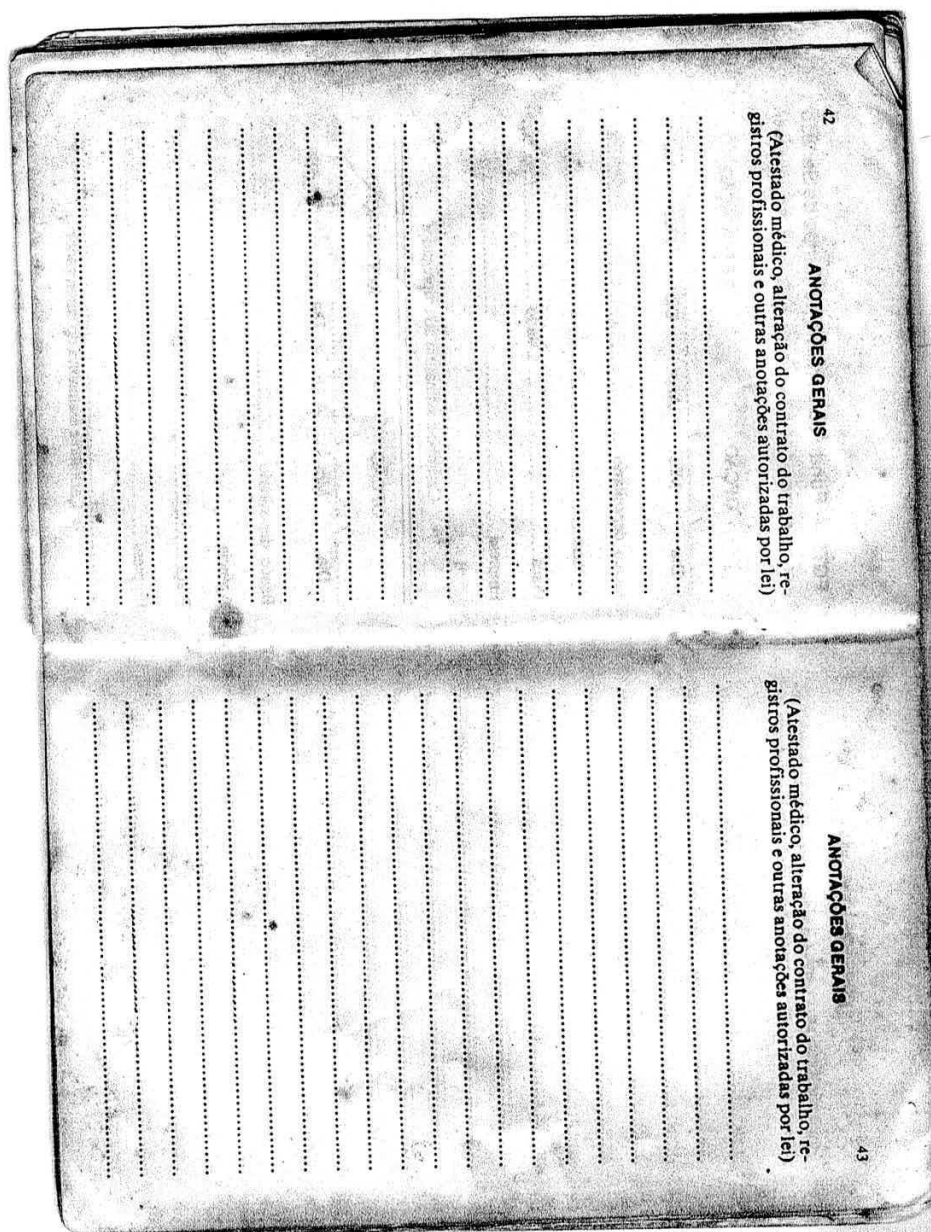 42
ANOTAÇÕES GERAIS
(Atestado médico, alteração do contrato do trabalho, re-
gistros profissionais e outras anotações autorizadas por lei)
43
ANOTAÇÕES GERAIS
(Atestado médico, alteração do contrato do trabalho, re-
gistros profissionais e outras anotações autorizadas por lei)